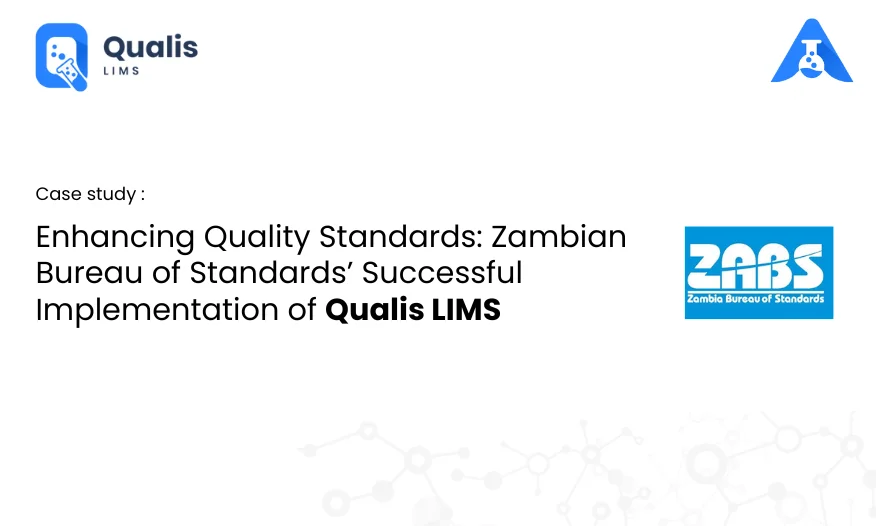 Qualis
LIMS
Case study :
Enhancing Quality Standards: Zambian
Bureau of Standards’ Successful
Implementation of Qualis LIMS
ZABS
Zambia Bureau of Standards